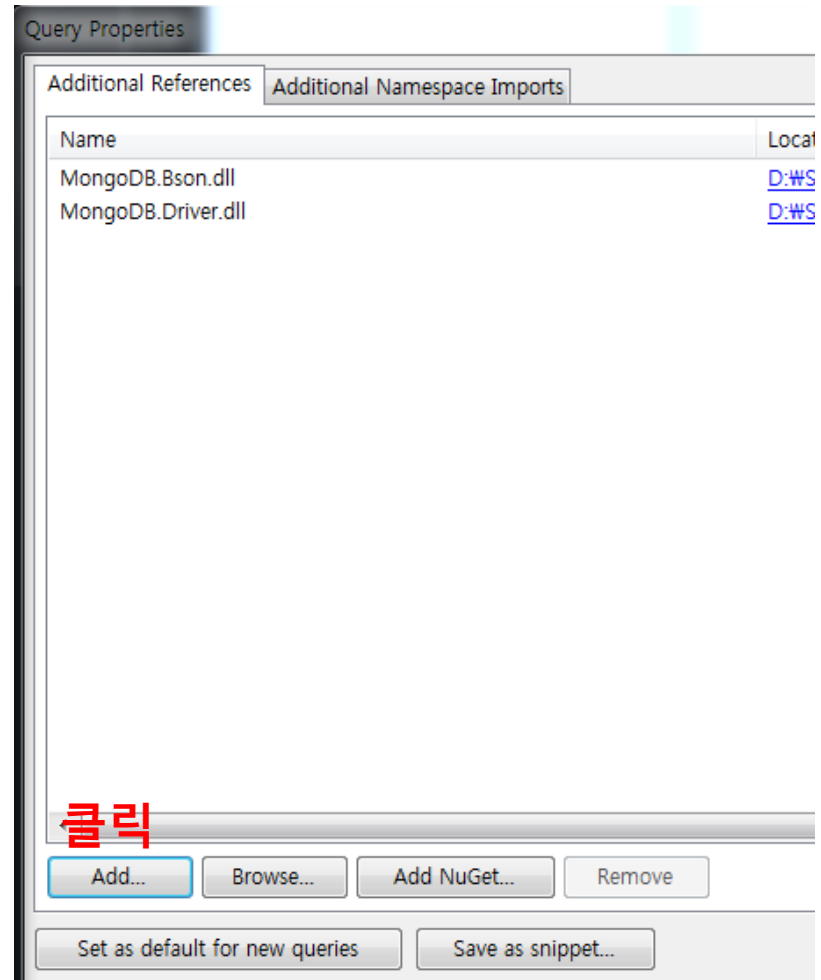 Query Properties
Additional References Additional Namespace Imports
Name Locat
MongoDB.Bson.dll D:₩S
MongoDB.Driver.dll D:₩S
클릭
Add... Browse... Add NuGet... Remove
Set as default for new queries Save as snippet...